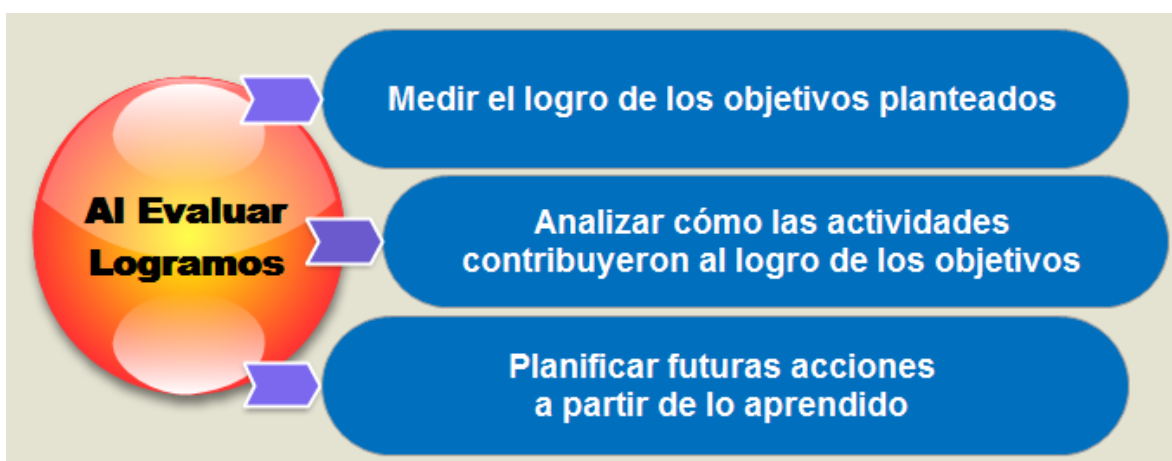 Al Evaluar
Logramos
Medir el logro de los objetivos planteados
Analizar cómo las actividades
contribuyeron al logro de los objetivos
Planificar futuras acciones
a partir de lo aprendido